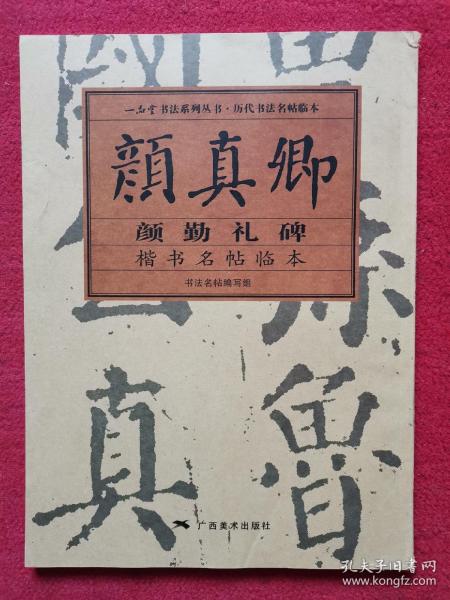 一品堂书法系列丛书·历代书法名帖临本
顔真卿
颜勤礼碑
楷书名帖临本
书法名帖编写组
真
魯
广西美术出版社
孔夫子旧书网
www.kongfz.com